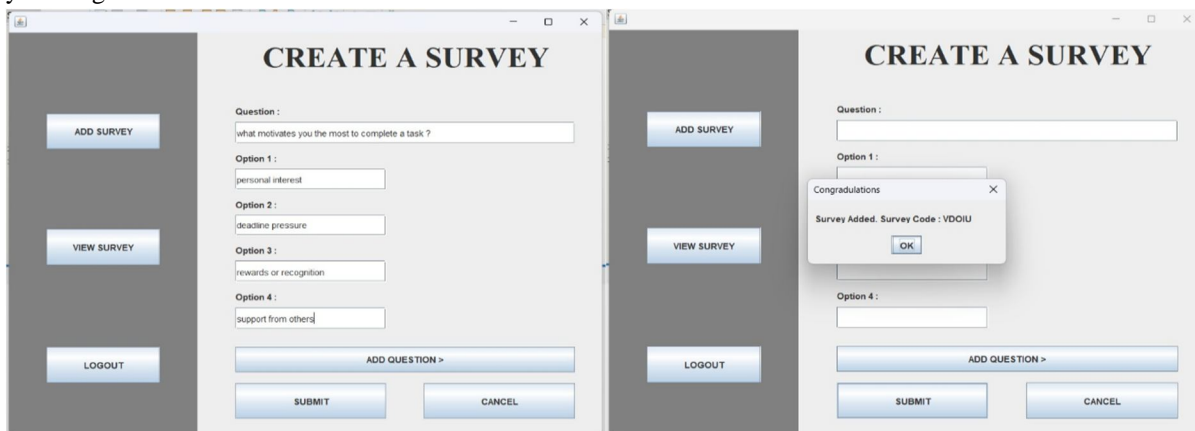 CREATE A SURVEY
Question :
what motivates you the most to complete a task ?
ADD SURVEY
Option 1 :
personal interest
Option 2 :
deadline pressure
VIEW SURVEY
Option 3 :
rewards or recognition
Option 4 :
support from others
LOGOUT
ADD QUESTION >
SUBMIT
CANCEL
CREATE A SURVEY
Question :
ADD SURVEY
Option 1 :
Congradulations
Survey Added. Survey Code : VDOIU
OK
VIEW SURVEY
Option 4 :
LOGOUT
ADD QUESTION >
SUBMIT
CANCEL